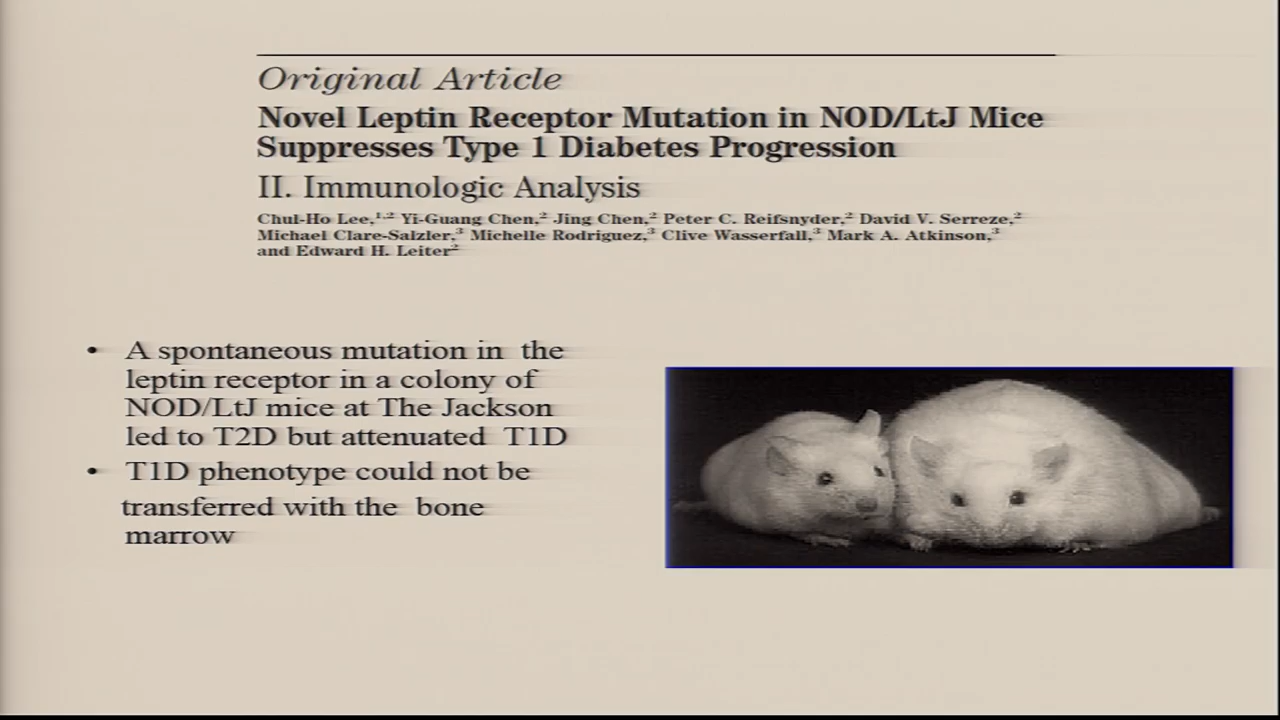 Original Article
Novel Leptin Receptor Mutation in NOD/LtJ Mice
Suppresses Type 1 Diabetes Progression
II. Immunologic Analysis
Chul-Ho Lee,1,2 Yi-Guang Chen,2 Jing Chen,2 Peter C. Reifsnyder,2 David V. Serreze,2
Michael Clare-Salzler,3 Michelle Rodriguez,3 Clive Wasserfall,3 Mark A. Atkinson,3
and Edward H. Leiter2
• A spontaneous mutation in the
leptin receptor in a colony of
NOD/LtJ mice at The Jackson
led to T2D but attenuated T1D
• T1D phenotype could not be
transferred with the bone
marrow